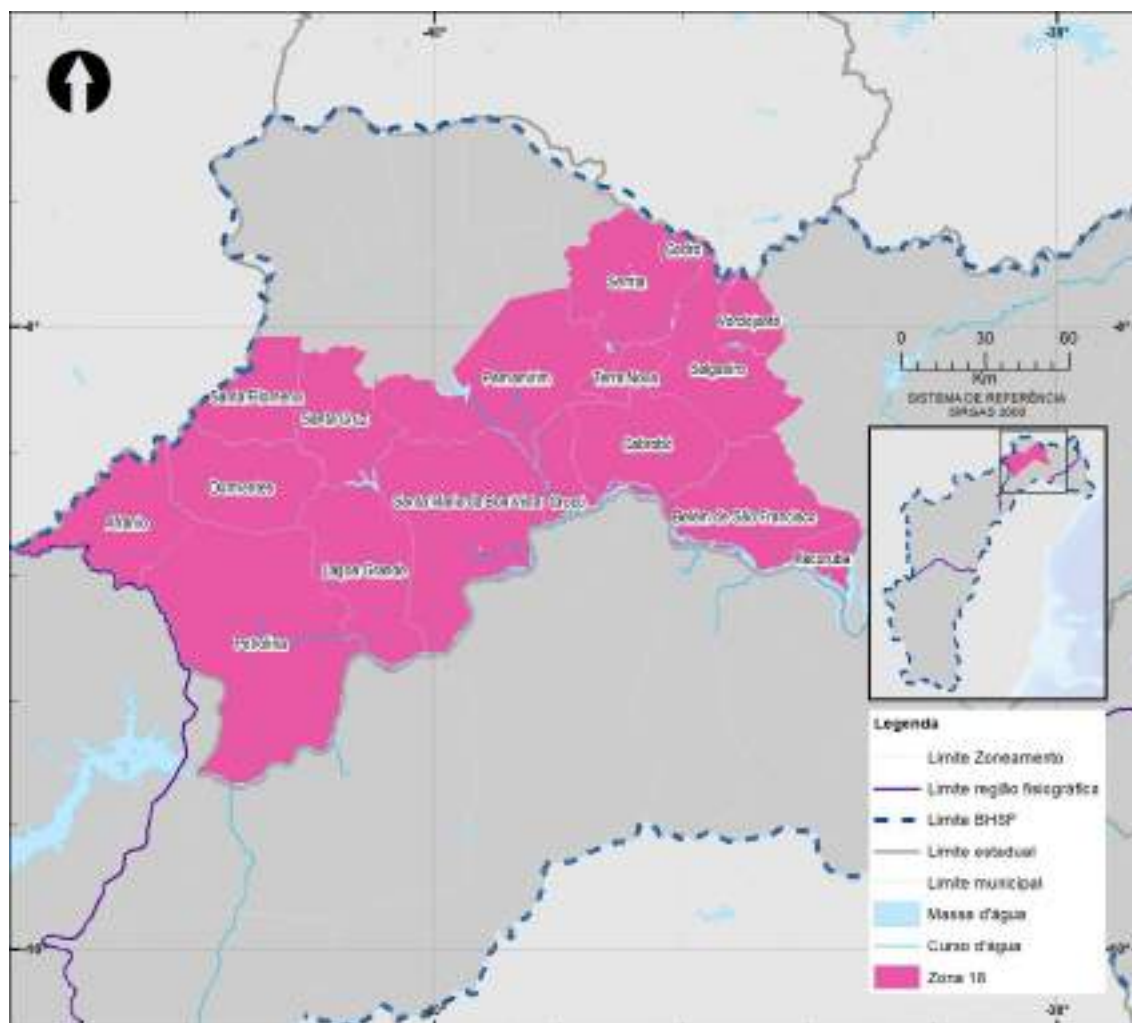 -40°
-38°
Cedro
Serrita
Verdejante
-8°
-8°
0 30 60
Km
SISTEMA DE REFERÊNCIA
SIRGAS 2000
Parnamirim
Terra Nova
Salgueiro
Santa Filomena
Santa Cruz
Cabrobó
Dormentes
Santa Maria da Boa Vista
Orocó
Afrânio
Belém de São Francisco
Itacuruba
Lagoa Grande
Petrolina
Legenda
Limite Zoneamento
Limite região fisiográfica
Limite BHSF
Limite estadual
Limite municipal
Massa d'água
Curso d'água
Zona 18
-10°
-10°
-40°
-38°